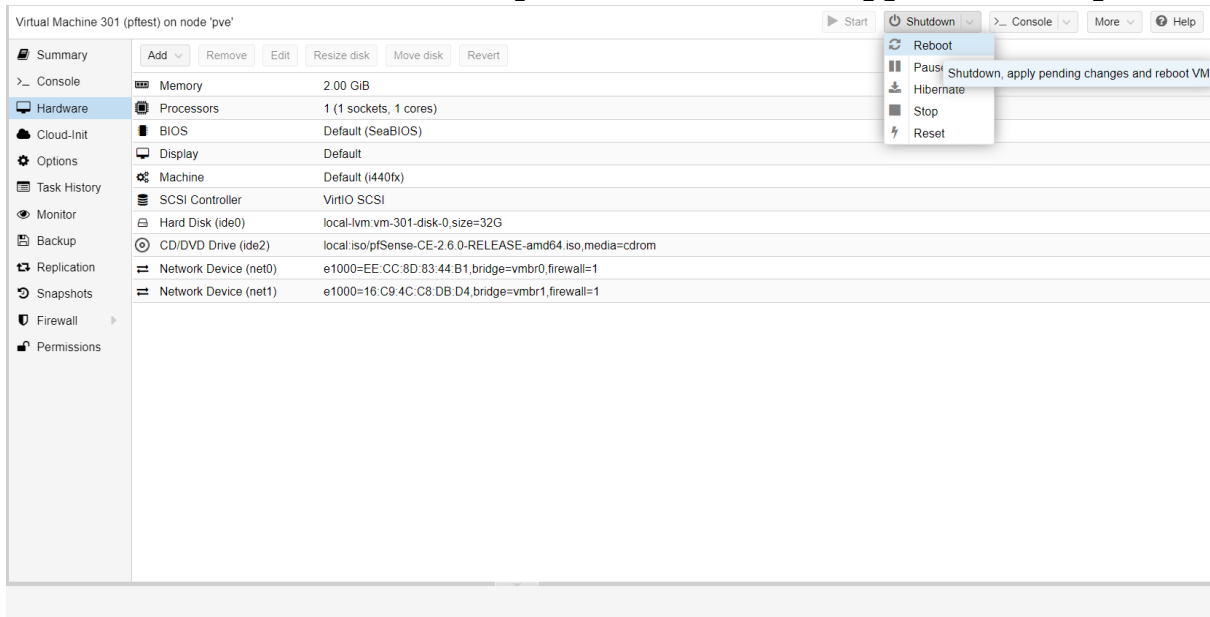 Virtual Machine 301 (pftest) on node 'pve' Start Shutdown >_ Console More Help
Summary Add Remove Edit Resize disk Move disk Revert Reboot
>_ Console Memory 2.00 GiB Pause Shutdown, apply pending changes and reboot VM
Hibernate
Hardware Processors 1 (1 sockets, 1 cores) Stop
Cloud-Init BIOS Default (SeaBIOS) Reset
Options Display Default
Task History Machine Default (i440fx)
SCSI Controller VirtIO SCSI
Monitor Hard Disk (ide0) local-lvm:vm-301-disk-0,size=32G
Backup CD/DVD Drive (ide2) local:iso/pfSense-CE-2.6.0-RELEASE-amd64.iso,media=cdrom
Replication Network Device (net0) e1000=EE:CC:8D:83:44:B1,bridge=vmbr0,firewall=1
Snapshots Network Device (net1) e1000=16:C9:4C:C8:DB:D4,bridge=vmbr1,firewall=1
Firewall
Permissions